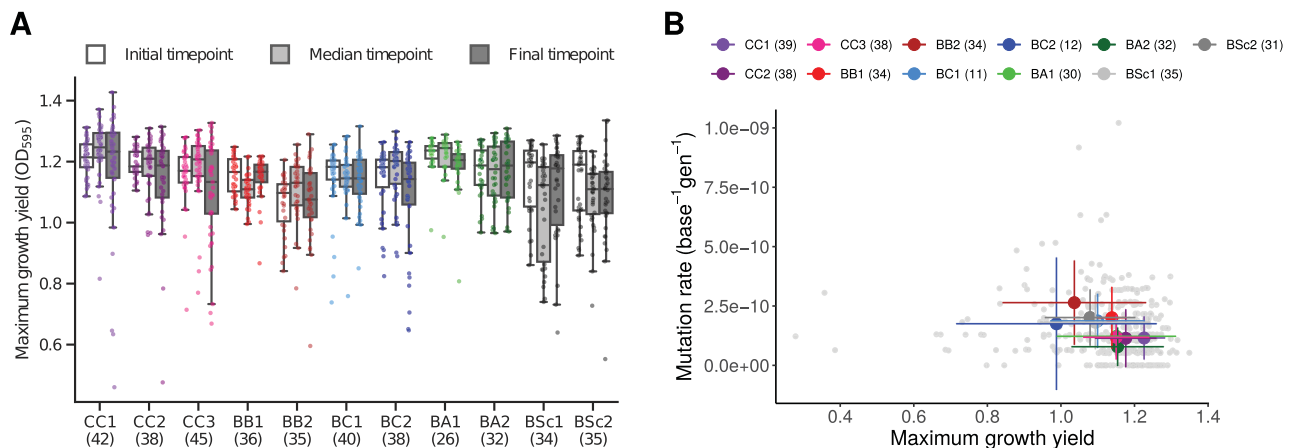 A
Initial timepoint Median timepoint Final timepoint
Maximum growth yield (OD595)
1.4
1.2
1.0
0.8
0.6
CC1 CC2 CC3 BB1 BB2 BC1 BC2 BA1 BA2 BSc1 BSc2
(42) (38) (45) (36) (35) (40) (38) (26) (32) (34) (35)
B
CC1 (39) CC3 (38) BB2 (34) BC2 (12) BA2 (32) BSc2 (31)
CC2 (38) BB1 (34) BC1 (11) BA1 (30) BSc1 (35)
Mutation rate (base⁻¹gen⁻¹)
1.0e−09
7.5e−10
5.0e−10
2.5e−10
0.0e+00
0.4 0.6 0.8 1.0 1.2 1.4
Maximum growth yield